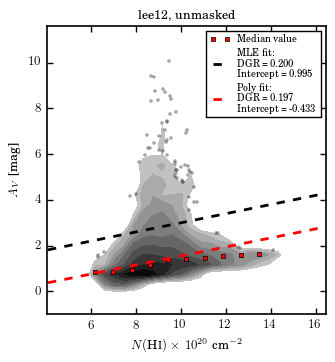 lee12, unmasked
Median value
MLE fit:
DGR = 0.200
Intercept = 0.995
Poly fit:
DGR = 0.197
Intercept = -0.433
10
8
6
4
2
0
A_V [mag]
6 8 10 12 14 16
N(HI) × 10^20 cm^−2